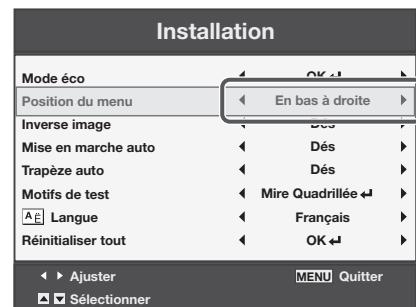 Installation
Mode éco OK
Position du menu En bas à droite
Inverse image Dés
Mise en marche auto Dés
Trapèze auto Dés
Motifs de test Mire Quadrillée
Langue Français
Réinitialiser tout OK
Ajuster MENU Quitter
Sélectionner